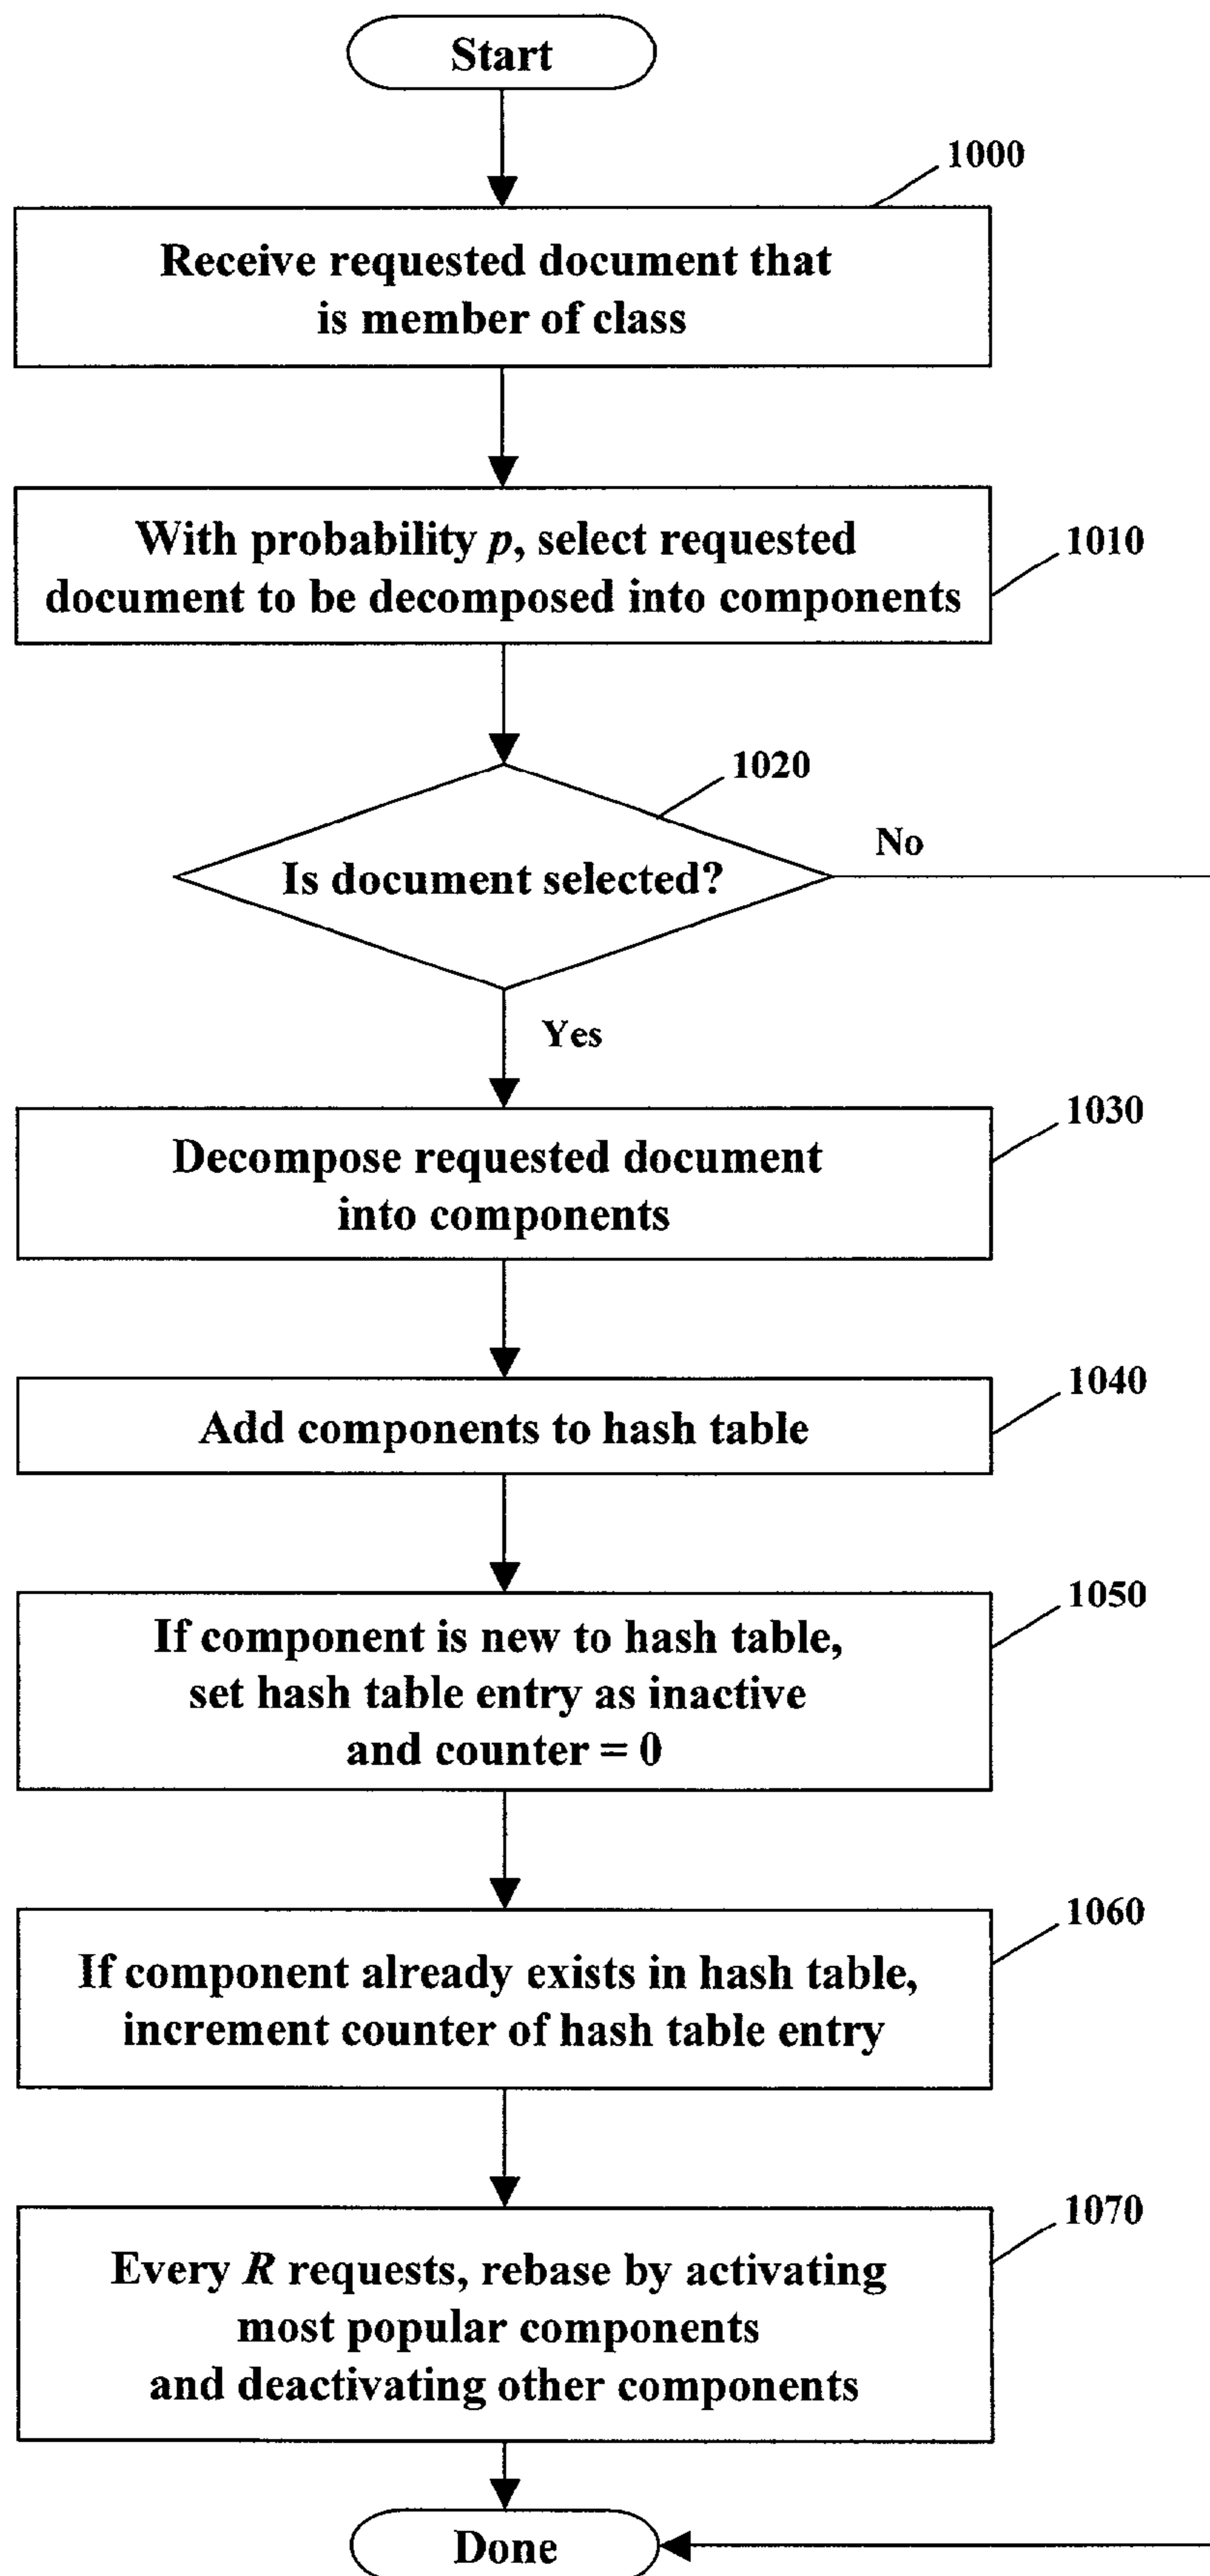 Start
1000
Receive requested document that
is member of class
With probability p, select requested
document to be decomposed into components
1010
1020
No
Is document selected?
Yes
1030
Decompose requested document
into components
1040
Add components to hash table
1050
If component is new to hash table,
set hash table entry as inactive
and counter = 0
1060
If component already exists in hash table,
increment counter of hash table entry
1070
Every R requests, rebase by activating
most popular components
and deactivating other components
Done